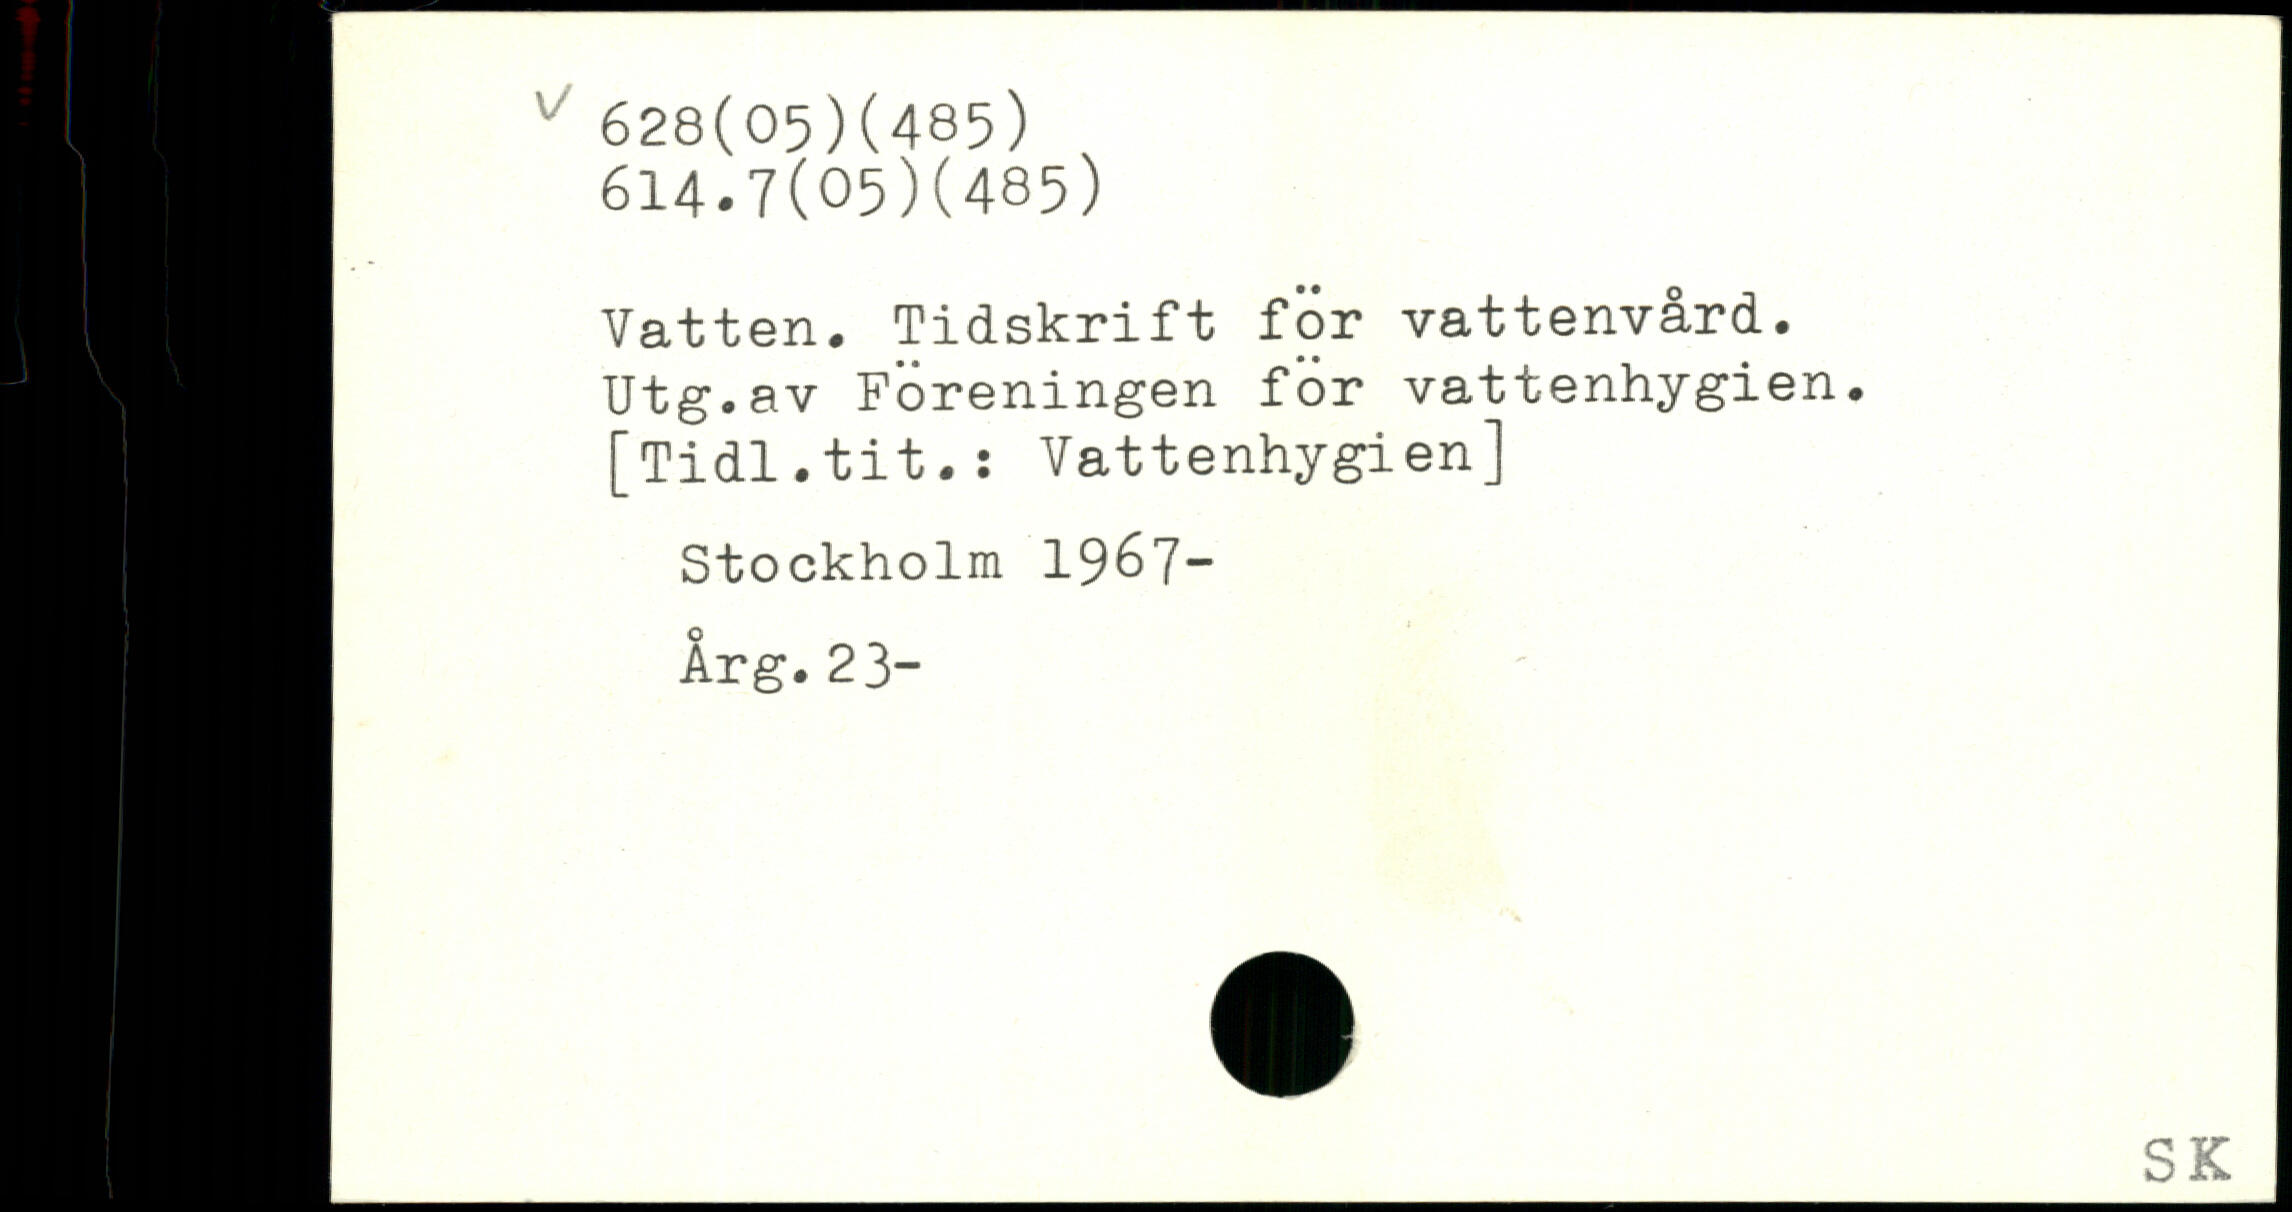 v 628(05)(485)
614.7(05)(485)
Vatten. Tidskrift för vattenvård.
Utg.av Föreningen för vattenhygien.
[Tidl.tit.: Vattenhygien]
Stockholm 1967-
Årg.23-
SK